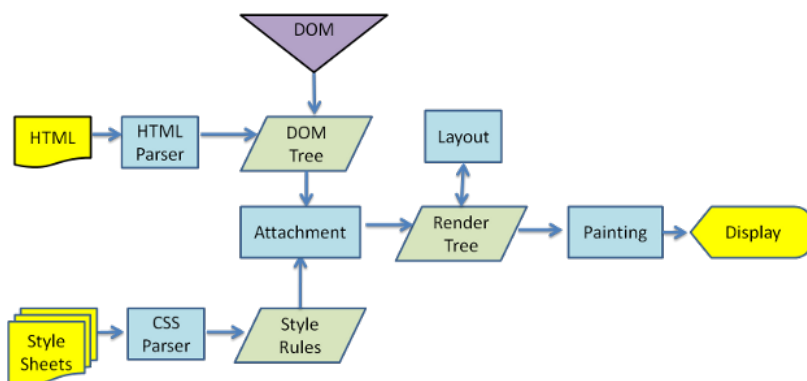 DOM
HTML
HTML
Parser
DOM
Tree
Layout
Attachment
Render
Tree
Painting
Display
Style
Sheets
CSS
Parser
Style
Rules